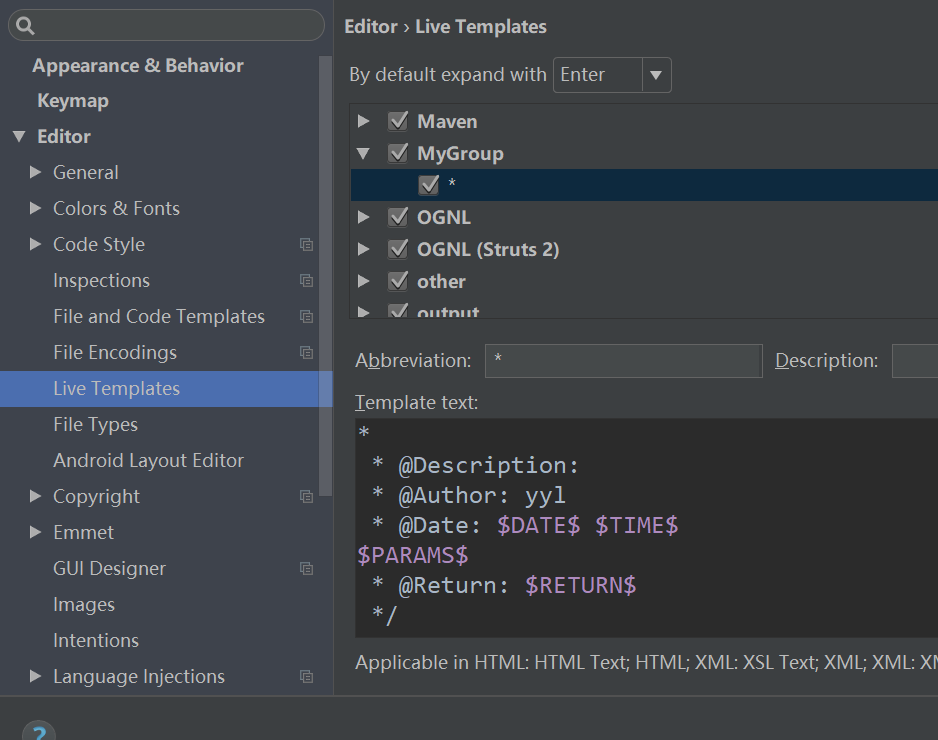 Appearance & Behavior
Keymap
Editor
General
Colors & Fonts
Code Style
Inspections
File and Code Templates
File Encodings
Live Templates
File Types
Android Layout Editor
Copyright
Emmet
GUI Designer
Images
Intentions
Language Injections
?
Editor › Live Templates
By default expand with Enter
Maven
MyGroup
*
OGNL
OGNL (Struts 2)
other
output
Abbreviation: * Description:
Template text:
*
 * @Description:
 * @Author: yyl
 * @Date: $DATE$ $TIME$
$PARAMS$
 * @Return: $RETURN$
 */
Applicable in HTML: HTML Text; HTML; XML: XSL Text; XML; XML: XM